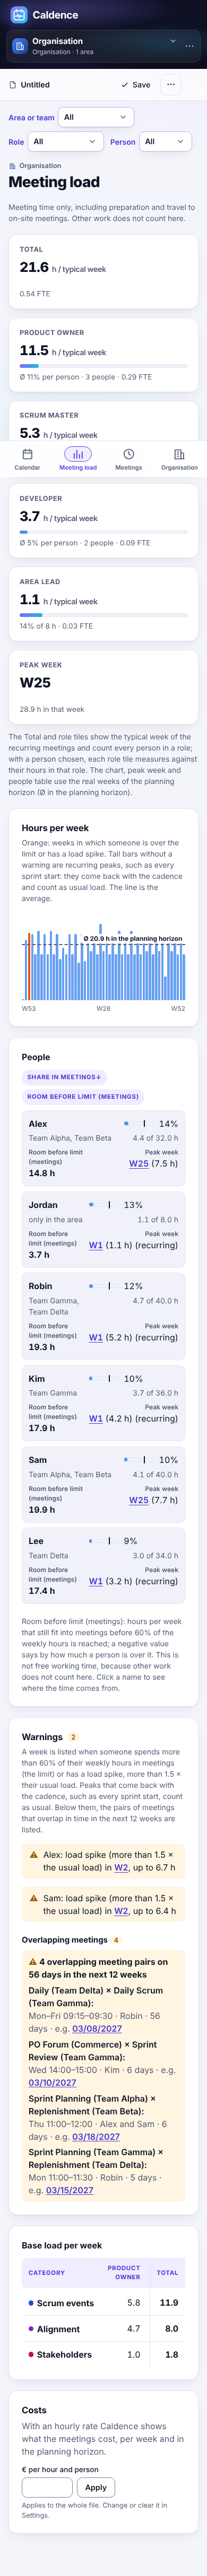 Caldence
Organisation
Organisation · 1 area
Untitled
Save
Area or team
All
Role
All
Person
All
Organisation
Meeting load
Meeting time only, including preparation and travel to
on-site meetings. Other work does not count here.
TOTAL
21.6 h / typical week
0.54 FTE
PRODUCT OWNER
11.5 h / typical week
Ø 11% per person · 3 people · 0.29 FTE
SCRUM MASTER
5.3 h / typical week
Calendar
Meeting load
Meetings
Organisation
DEVELOPER
3.7 h / typical week
Ø 5% per person · 2 people · 0.09 FTE
AREA LEAD
1.1 h / typical week
14% of 8 h · 0.03 FTE
PEAK WEEK
W25
28.9 h in that week
The Total and role tiles show the typical week of the
recurring meetings and count every person in a role;
with a person chosen, each role tile measures against
their hours in that role. The chart, peak week and
people table use the real weeks of the planning
horizon (Ø in the planning horizon).
Hours per week
Orange: weeks in which someone is over the
limit or has a load spike. Tall bars without a
warning are recurring peaks, such as every
sprint start: they come back with the cadence
and count as usual load. The line is the
average.
Ø 20.9 h in the planning horizon
W53
W26
W52
People
SHARE IN MEETINGS↓
ROOM BEFORE LIMIT (MEETINGS)
Alex
14%
Team Alpha, Team Beta
4.4 of 32.0 h
Room before limit
(meetings)
14.8 h
Peak week
W25 (7.5 h)
Jordan
13%
only in the area
1.1 of 8.0 h
Room before
limit (meetings)
3.7 h
Peak week
W1 (1.1 h) (recurring)
Robin
12%
Team Gamma,
Team Delta
4.7 of 40.0 h
Room before
limit (meetings)
19.3 h
Peak week
W1 (5.2 h) (recurring)
Kim
10%
Team Gamma
3.7 of 36.0 h
Room before
limit (meetings)
17.9 h
Peak week
W1 (4.2 h) (recurring)
Sam
10%
Team Alpha, Team Beta
4.1 of 40.0 h
Room before limit
(meetings)
19.9 h
Peak week
W25 (7.7 h)
Lee
9%
Team Delta
3.0 of 34.0 h
Room before
limit (meetings)
17.4 h
Peak week
W1 (3.2 h) (recurring)
Room before limit (meetings): hours per week
that still fit into meetings before 60% of the
weekly hours is reached; a negative value
says by how much a person is over it. This is
not free working time, because other work
does not count here. Click a name to see
where the time comes from.
Warnings 2
A week is listed when someone spends more
than 60% of their weekly hours in meetings
(the limit) or has a load spike, more than 1.5 ×
their usual load. Peaks that come back with
the cadence, such as every sprint start, count
as usual. Below them, the pairs of meetings
that overlap in time in the next 12 weeks are
listed.
Alex: load spike (more than 1.5 ×
the usual load) in W2, up to 6.7 h
Sam: load spike (more than 1.5 ×
the usual load) in W2, up to 6.4 h
Overlapping meetings 4
4 overlapping meeting pairs on
56 days in the next 12 weeks
Daily (Team Delta) × Daily Scrum
(Team Gamma):
Mon–Fri 09:15–09:30 · Robin · 56
days · e.g. 03/08/2027
PO Forum (Commerce) × Sprint
Review (Team Gamma):
Wed 14:00–15:00 · Kim · 6 days · e.g.
03/10/2027
Sprint Planning (Team Alpha) ×
Replenishment (Team Beta):
Thu 11:00–12:00 · Alex and Sam · 6
days · e.g. 03/18/2027
Sprint Planning (Team Gamma) ×
Replenishment (Team Delta):
Mon 11:00–11:30 · Robin · 5 days ·
e.g. 03/15/2027
Base load per week
CATEGORY
PRODUCT
OWNER
TOTAL
Scrum events 5.8 11.9
Alignment 4.7 8.0
Stakeholders 1.0 1.8
Costs
With an hourly rate Caldence shows
what the meetings cost, per week and in
the planning horizon.
€ per hour and person
Apply
Applies to the whole file. Change or clear it in
Settings.